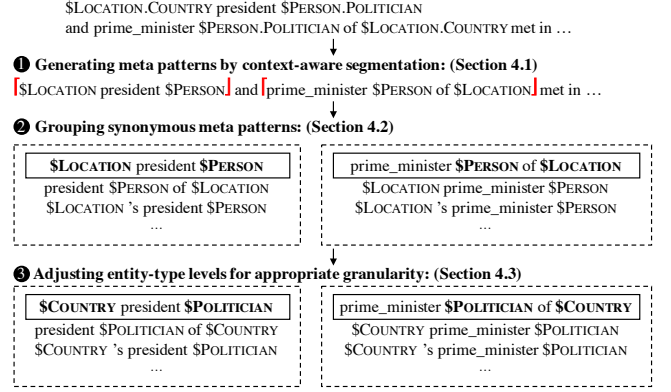 $LOCATION.COUNTRY president $PERSON.POLITICIAN
and prime_minister $PERSON.POLITICIAN of $LOCATION.COUNTRY met in …
❶ Generating meta patterns by context-aware segmentation: (Section 4.1)
⌈$LOCATION president $PERSON⌋ and ⌈prime_minister $PERSON of $LOCATION⌋ met in …
❷ Grouping synonymous meta patterns: (Section 4.2)
$LOCATION president $PERSON
president $PERSON of $LOCATION
$LOCATION 's president $PERSON
...
prime_minister $PERSON of $LOCATION
$LOCATION prime_minister $PERSON
$LOCATION 's prime_minister $PERSON
...
❸ Adjusting entity-type levels for appropriate granularity: (Section 4.3)
$COUNTRY president $POLITICIAN
president $POLITICIAN of $COUNTRY
$COUNTRY 's president $POLITICIAN
...
prime_minister $POLITICIAN of $COUNTRY
$COUNTRY prime_minister $POLITICIAN
$COUNTRY 's prime_minister $POLITICIAN
...